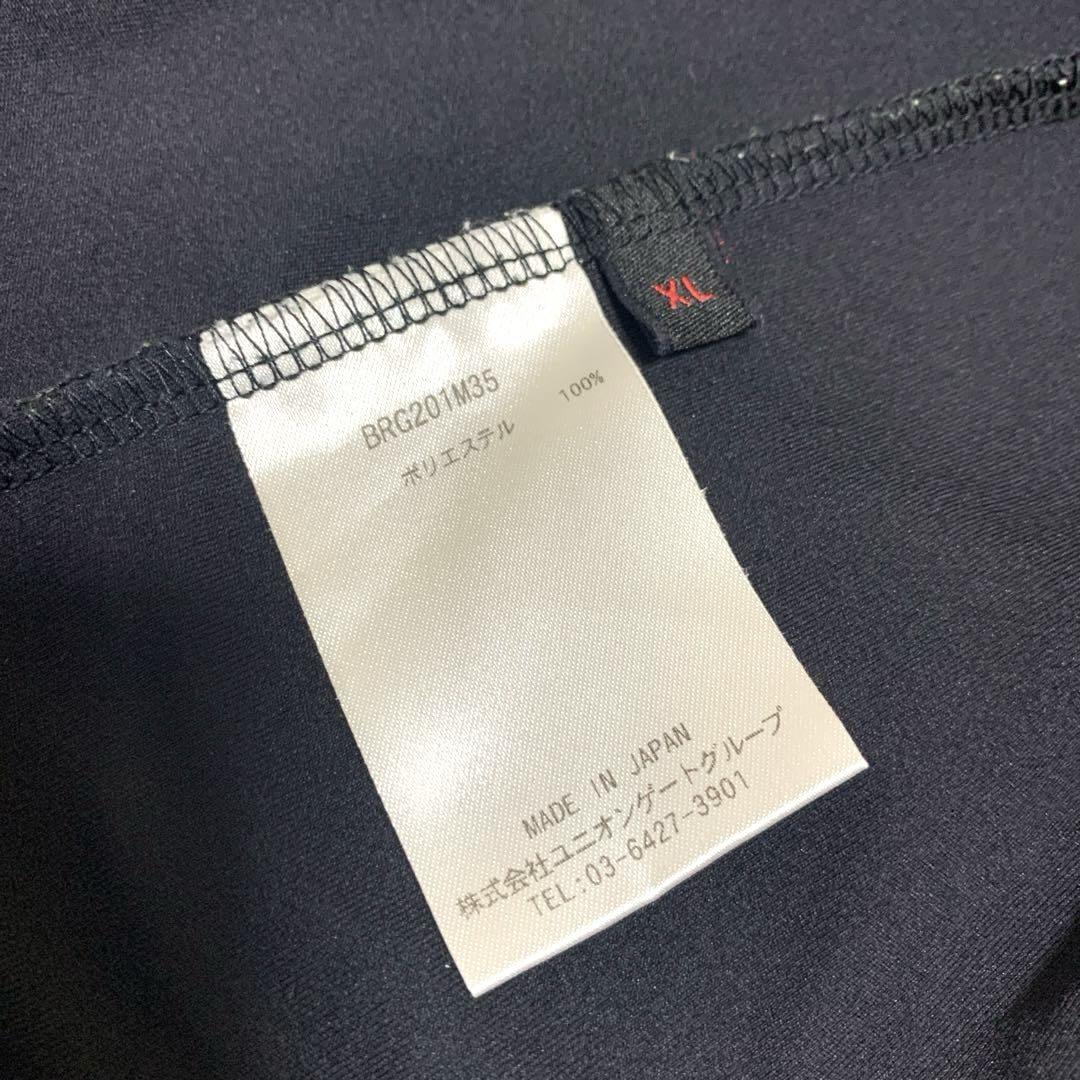 XL
BRG201M35
ポリエステル 100%
MADE IN JAPAN
株式会社ユニオンゲートグループ
TEL:03-6427-3901